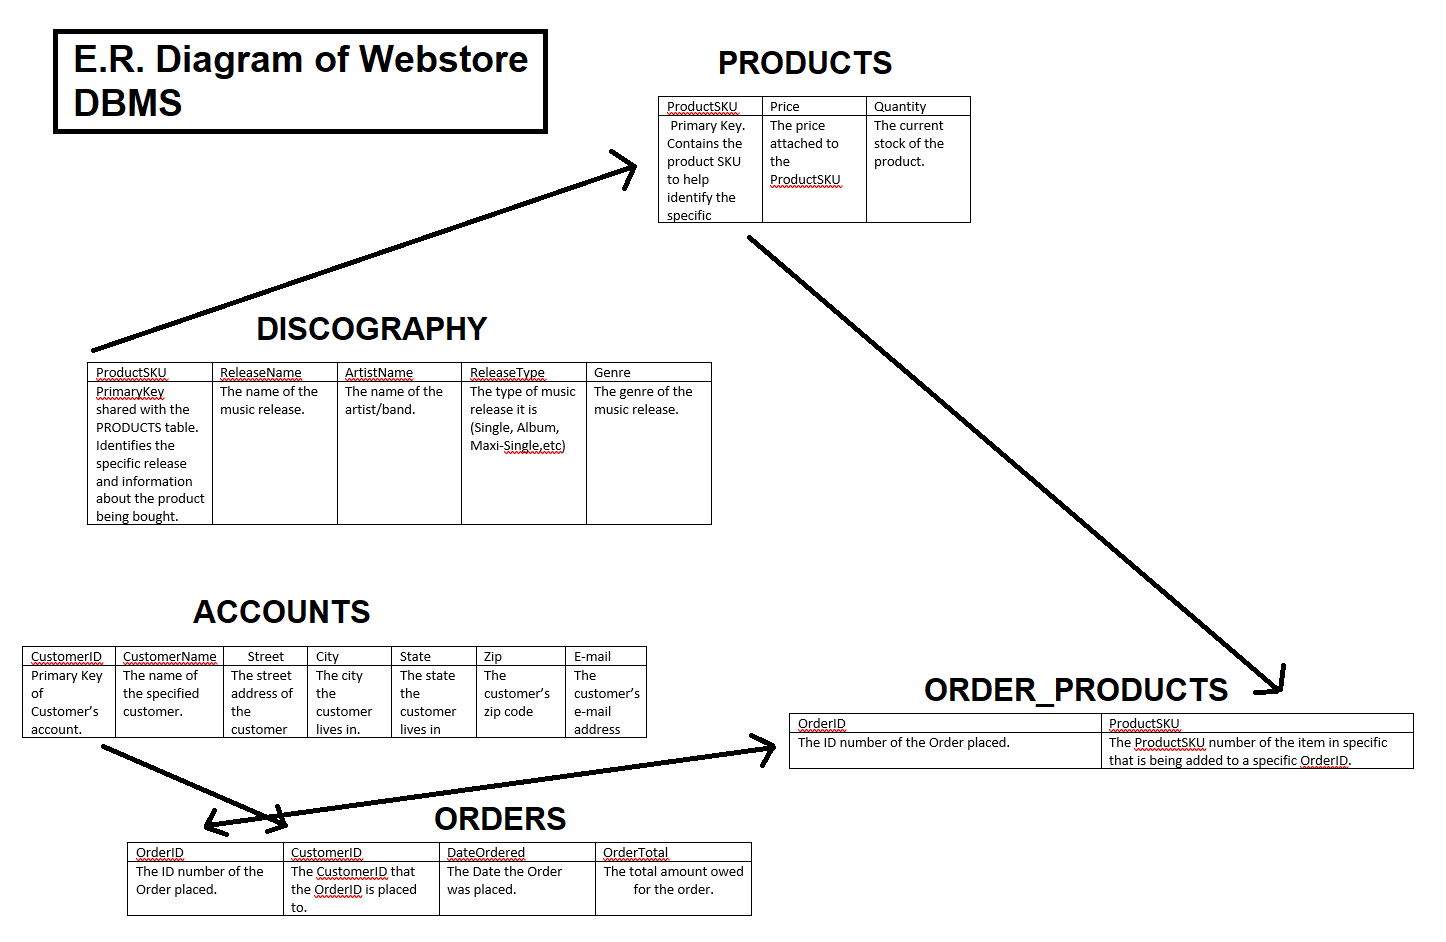 E.R. Diagram of Webstore
DBMS
PRODUCTS
ProductSKU Price Quantity
Primary Key.
Contains the
product SKU
to help
identify the
specific
The price
attached to
the
ProductSKU
The current
stock of the
product.
DISCOGRAPHY
ProductSKU ReleaseName ArtistName ReleaseType Genre
PrimaryKey
shared with the
PRODUCTS table.
Identifies the
specific release
and information
about the product
being bought.
The name of the
music release.
The name of the
artist/band.
The type of music
release it is
(Single, Album,
Maxi-Single,etc)
The genre of the
music release.
ACCOUNTS
CustomerID CustomerName Street City State Zip E-mail
Primary Key
of
Customer’s
account.
The name of
the specified
customer.
The street
address of
the
customer
The city
the
customer
lives in.
The state
the
customer
lives in
The
customer’s
zip code
The
customer’s
e-mail
address
ORDER_PRODUCTS
OrderID ProductSKU
The ID number of the Order placed.
The ProductSKU number of the item in specific
that is being added to a specific OrderID.
ORDERS
OrderID CustomerID DateOrdered OrderTotal
The ID number of the
Order placed.
The CustomerID that
the OrderID is placed
to.
The Date the Order
was placed.
The total amount owed
for the order.